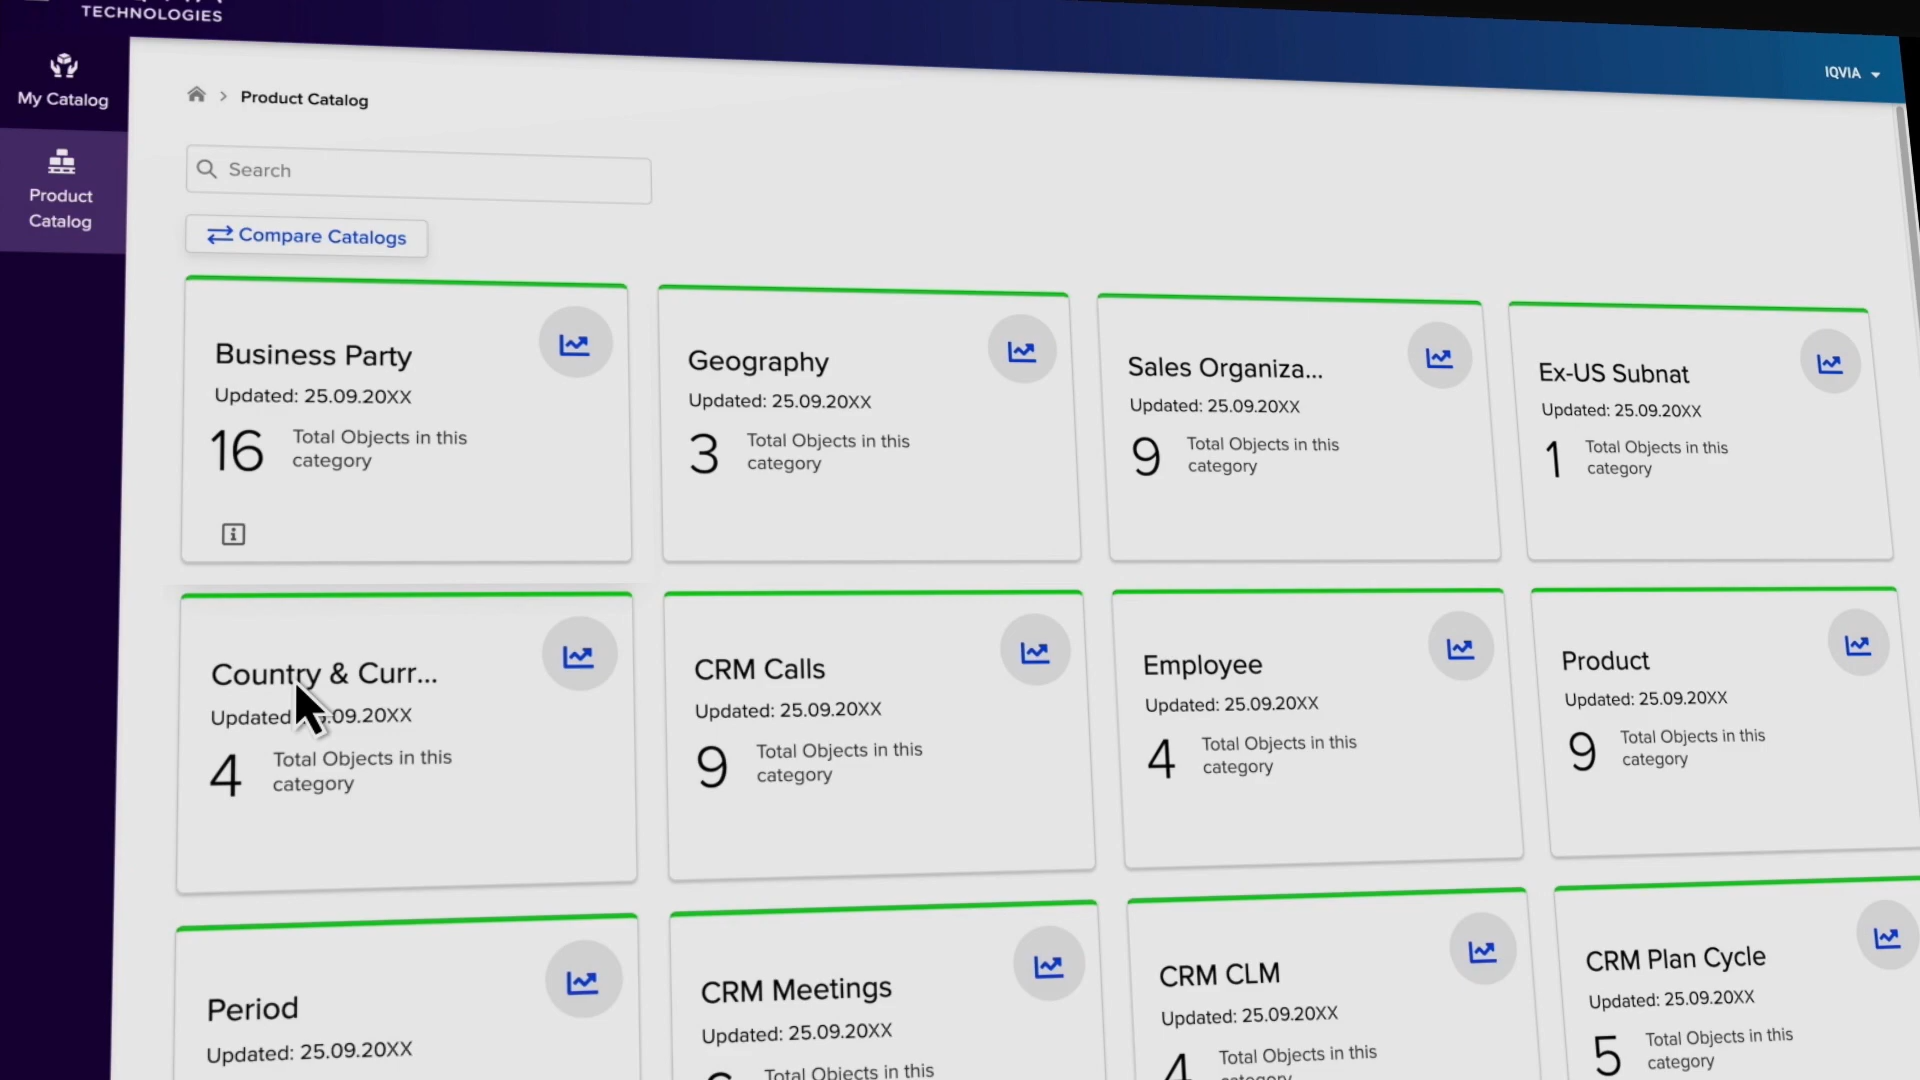 TECHNOLOGIES
IQVIA
My Catalog
Product
Catalog
Product Catalog
Search
Compare Catalogs
Business Party
Updated: 25.09.20XX
16 Total Objects in this
category
Geography
Updated: 25.09.20XX
3 Total Objects in this
category
Sales Organiza...
Updated: 25.09.20XX
9 Total Objects in this
category
Ex-US Subnat
Updated: 25.09.20XX
1 Total Objects in this
category
Country & Curr...
Updated .09.20XX
4 Total Objects in this
category
CRM Calls
Updated: 25.09.20XX
9 Total Objects in this
category
Employee
Updated: 25.09.20XX
4 Total Objects in this
category
Product
Updated: 25.09.20XX
9 Total Objects in this
category
Period
Updated: 25.09.20XX
CRM Meetings
Updated: 25.09.20XX
Total Objects in this
CRM CLM
Updated: 25.09.20XX
4 Total Objects in this
category
CRM Plan Cycle
Updated: 25.09.20XX
5 Total Objects in this
category